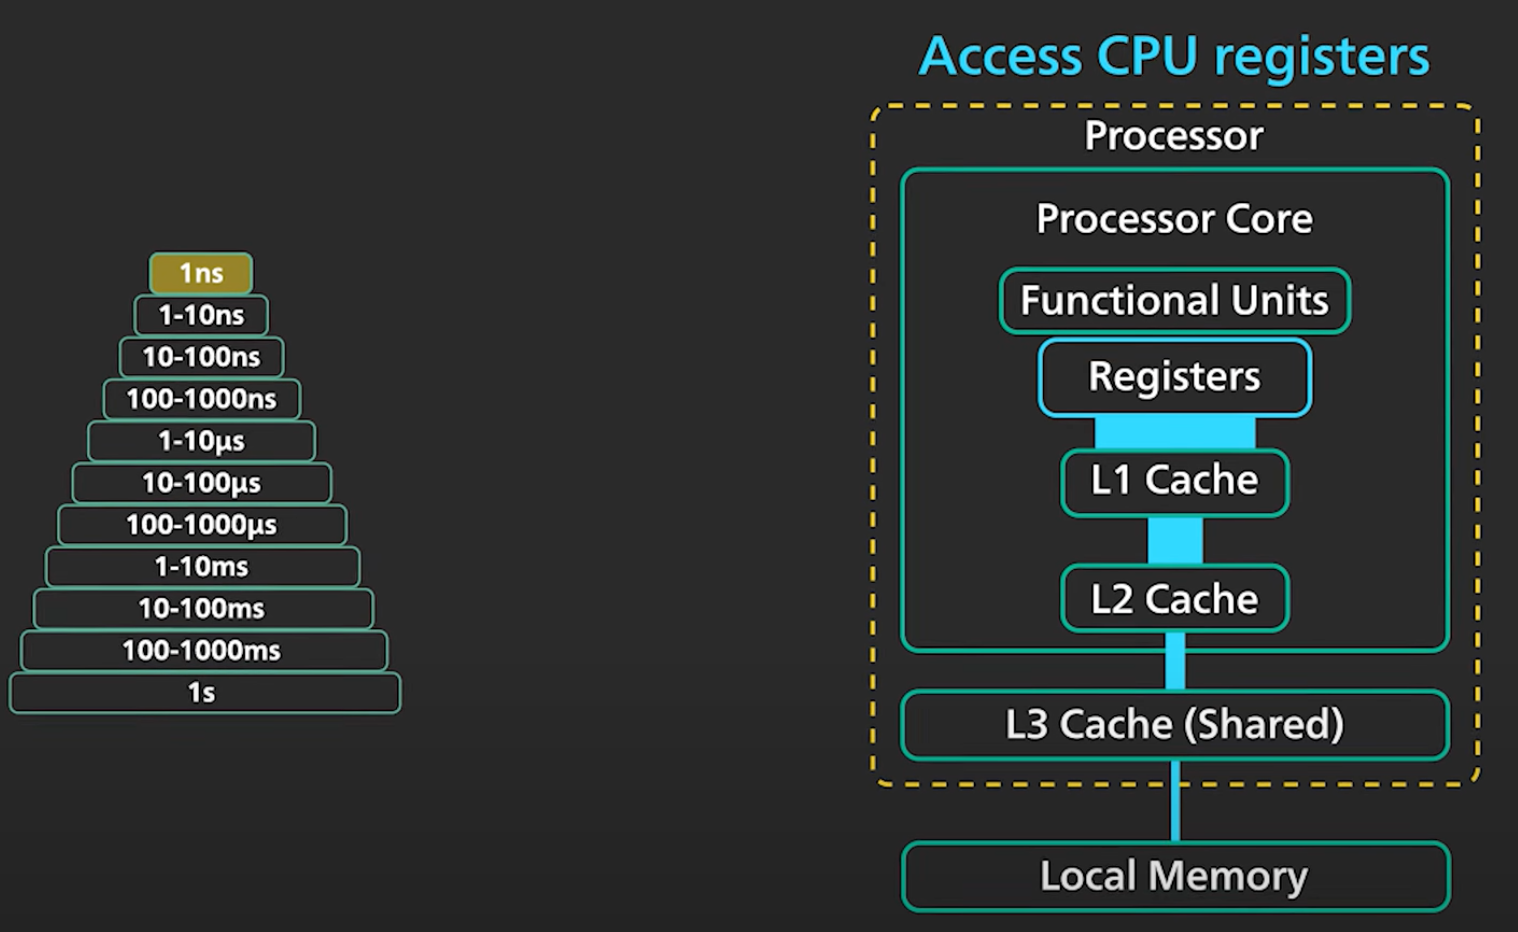 Access CPU registers
Processor
Processor Core
Functional Units
Registers
L1 Cache
L2 Cache
L3 Cache (Shared)
Local Memory
1ns
1-10ns
10-100ns
100-1000ns
1-10µs
10-100µs
100-1000µs
1-10ms
10-100ms
100-1000ms
1s